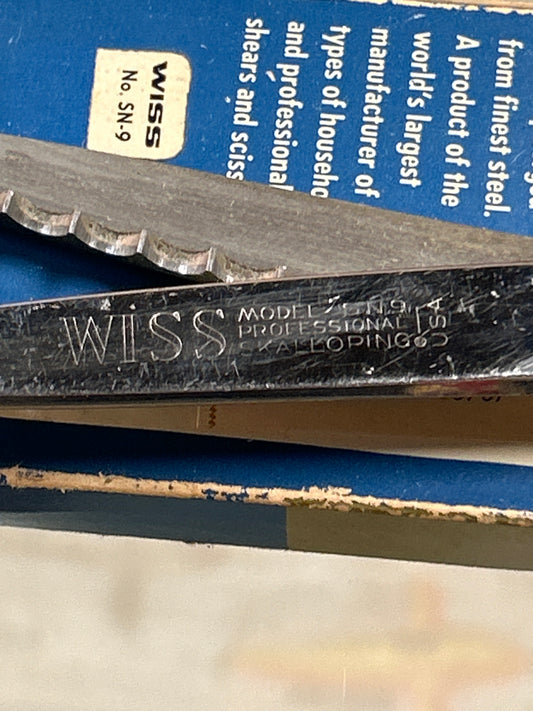 WISS
No. SN-9
from finest steel.
A product of the
world's largest
manufacturer of
types of househo
and professional
shears and sciss
WISS
MODEL SN9
PROFESSIONAL
SKALLOPING
USA